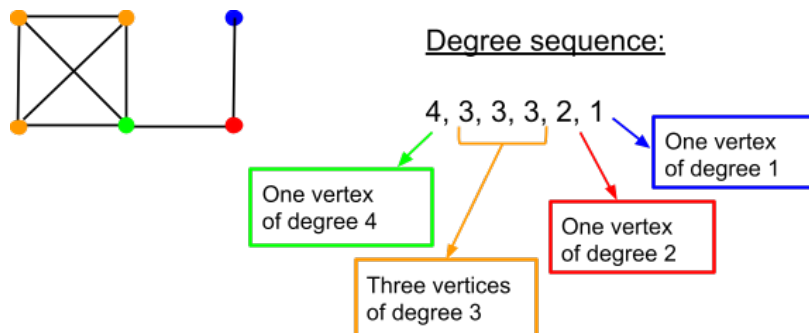 Degree sequence:
4, 3, 3, 3, 2, 1
One vertex
of degree 1
One vertex
of degree 4
One vertex
of degree 2
Three vertices
of degree 3